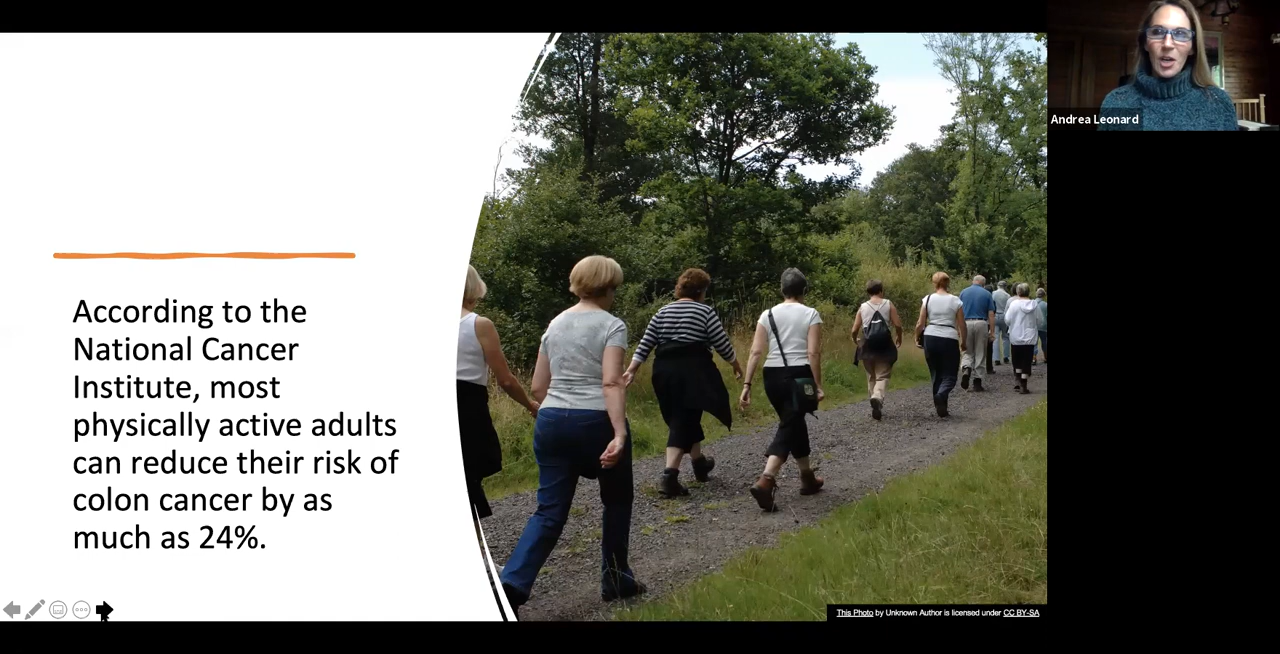 Andrea Leonard
According to the
National Cancer
Institute, most
physically active adults
can reduce their risk of
colon cancer by as
much as 24%.
This Photo by Unknown Author is licensed under CC BY-SA